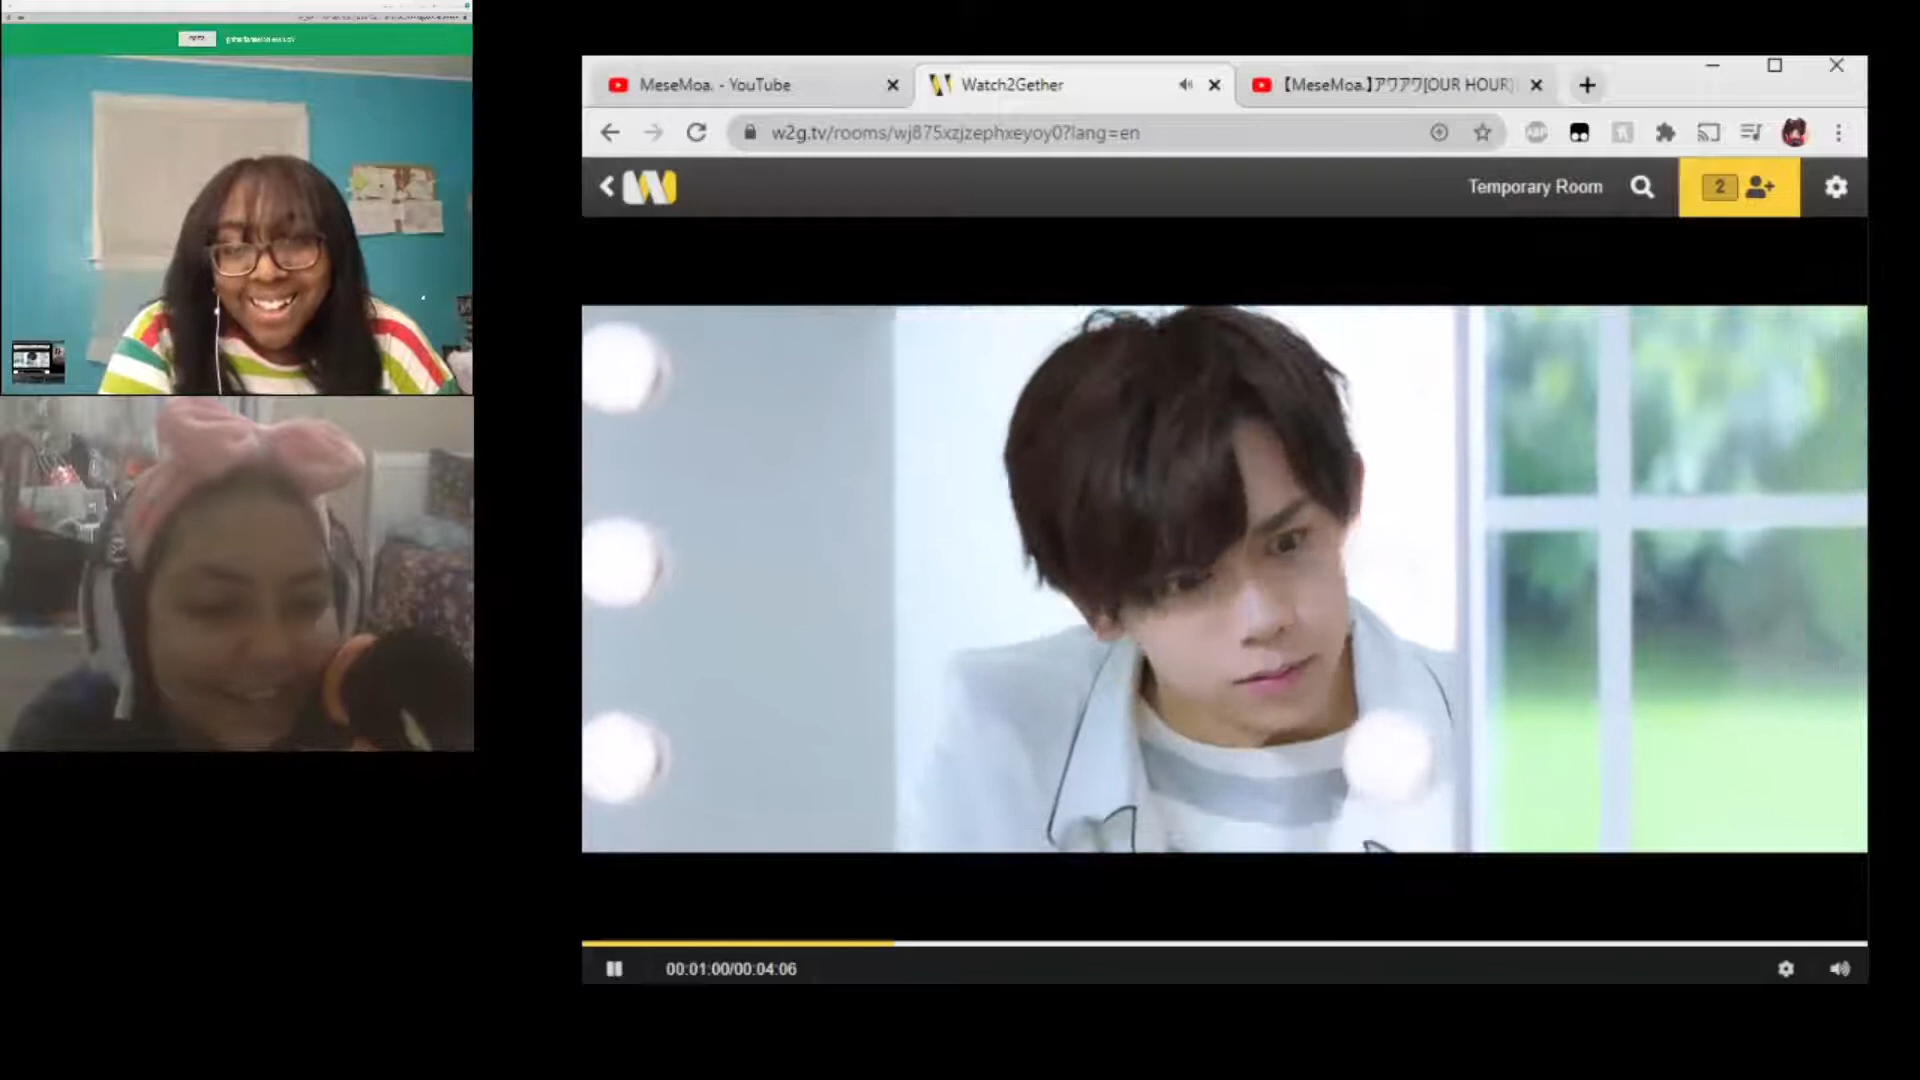 MeseMoa. - YouTube
Watch2Gether
【MeseMoa.】アワアワ[OUR HOUR]
w2g.tv/rooms/wj875xzjzephxeyoy0?lang=en
Temporary Room
2
00:01:00/00:04:06